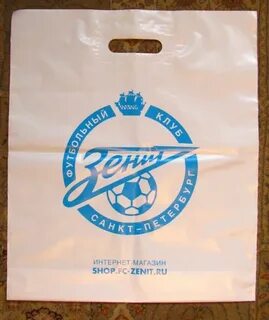 ФУТБОЛЬНЫЙ КЛУБ
Зенит
САНКТ-ПЕТЕРБУРГ
ИНТЕРНЕТ-МАГАЗИН
SHOP.FC-ZENIT.RU